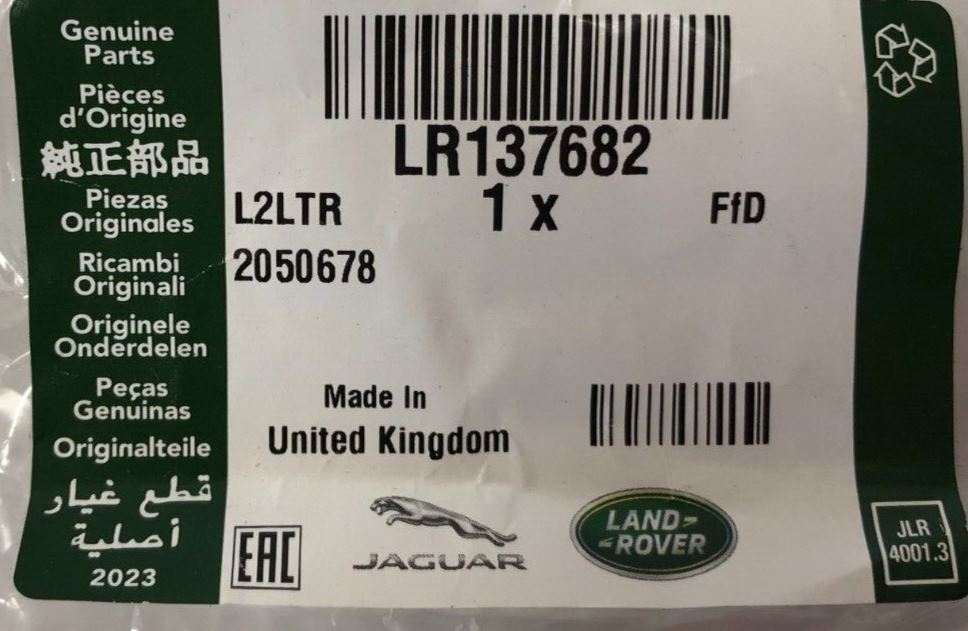 Genuine
Parts
Pièces
d'Origine
純正部品
Piezas
Originales
Ricambi
Originali
Originele
Onderdelen
Peças
Genuinas
Originalteile
قطع غيار
أصلية
2023
LR137682
L2LTR 1 x FfD
2050678
Made In
United Kingdom
EAC
JAGUAR
LAND-
-ROVER
JLR
4001.3